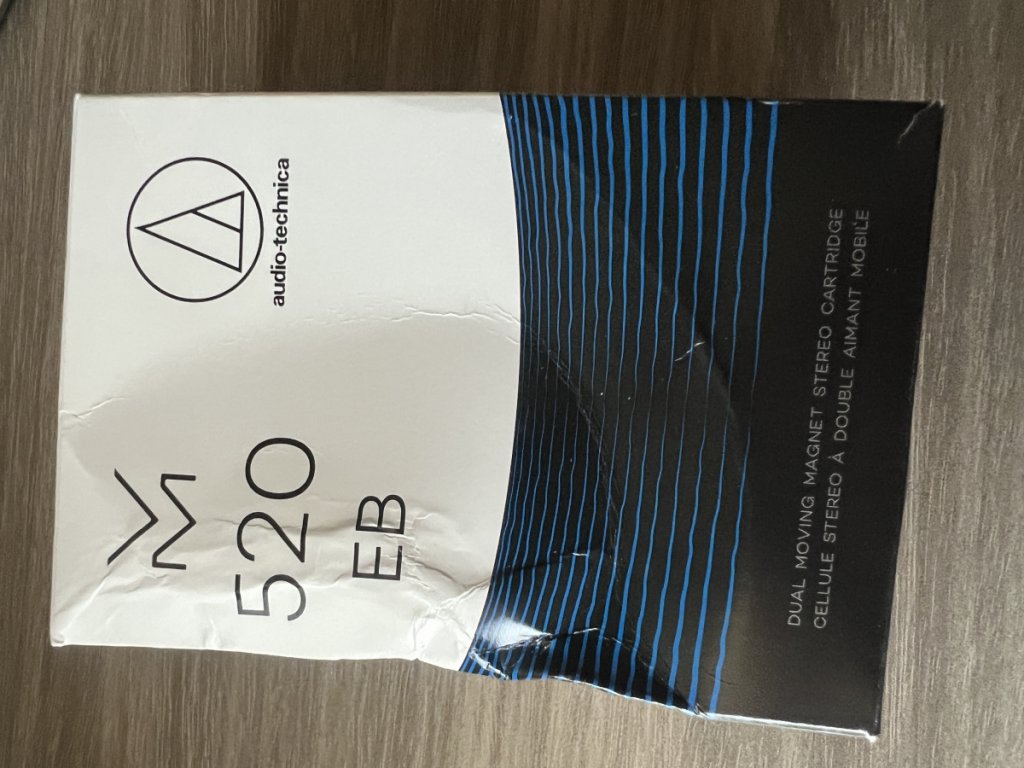 VM
520
EB
audio-technica
DUAL MOVING MAGNET STEREO CARTRIDGE
CELLULE STEREO À DOUBLE AIMANT MOBILE